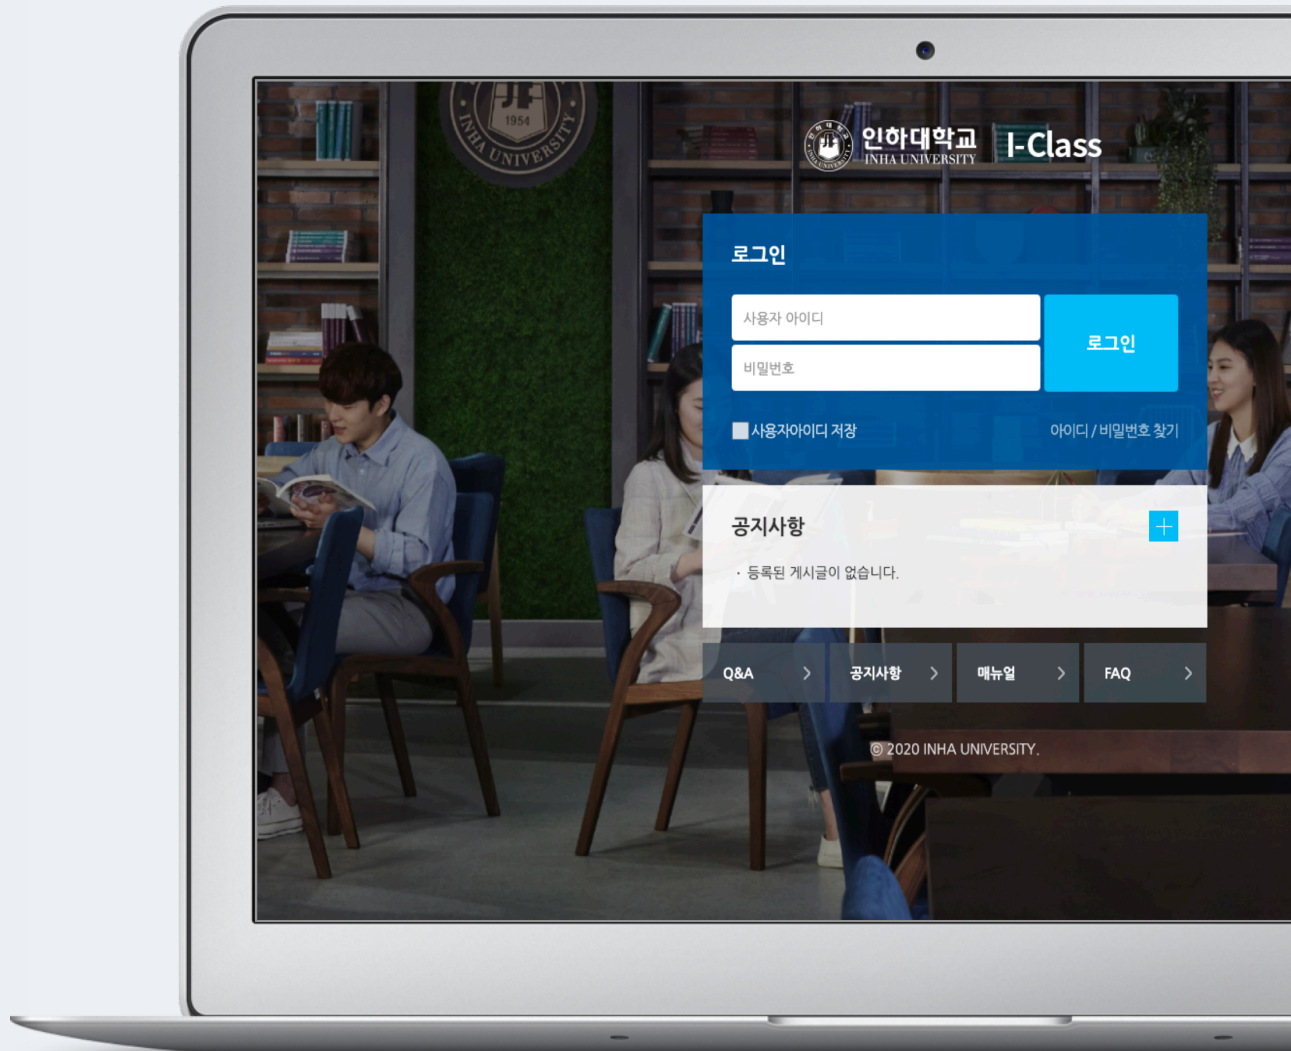 1954
INHA UNIVERSITY
인하대학교
INHA UNIVERSITY
I-Class
로그인
사용자 아이디
로그인
비밀번호
사용자아이디 저장
아이디 / 비밀번호 찾기
공지사항
· 등록된 게시글이 없습니다.
Q&A
공지사항
매뉴얼
FAQ
© 2020 INHA UNIVERSITY.